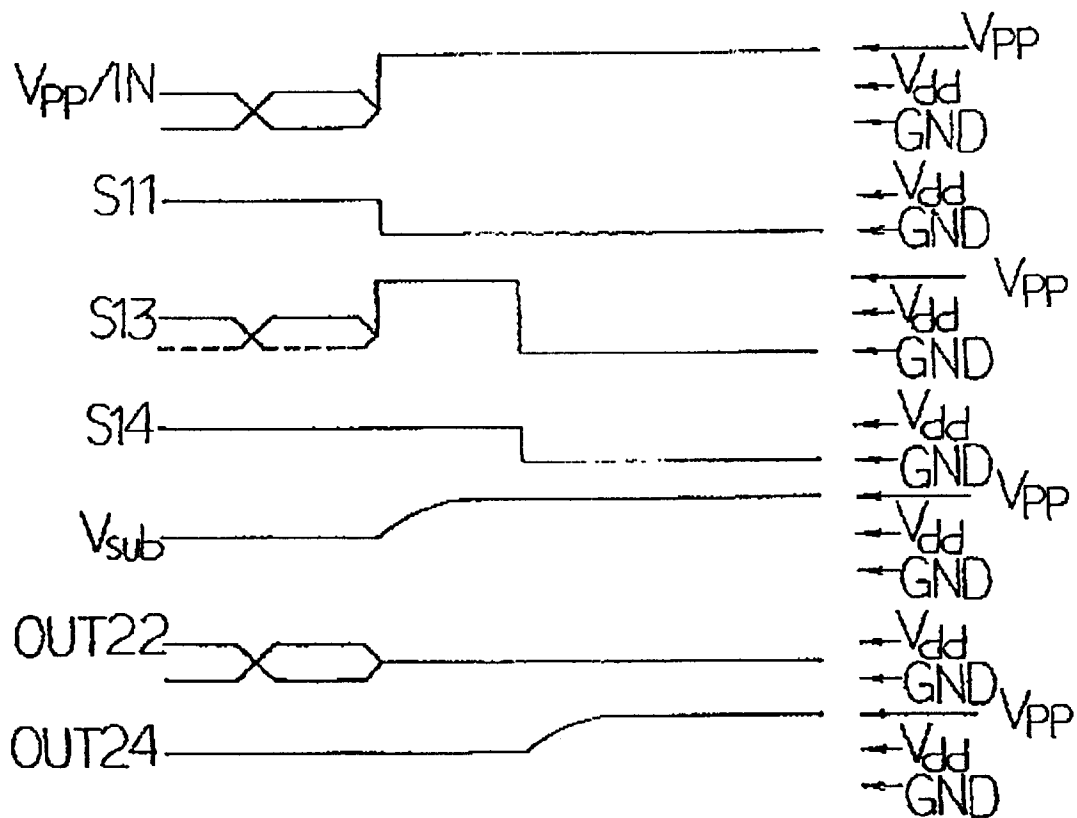 VPP/IN
VPP
Vdd
GND
S11
Vdd
GND
S13
VPP
Vdd
GND
S14
Vdd
GND
Vsub
VPP
Vdd
GND
OUT22
Vdd
GND
OUT24
VPP
Vdd
GND